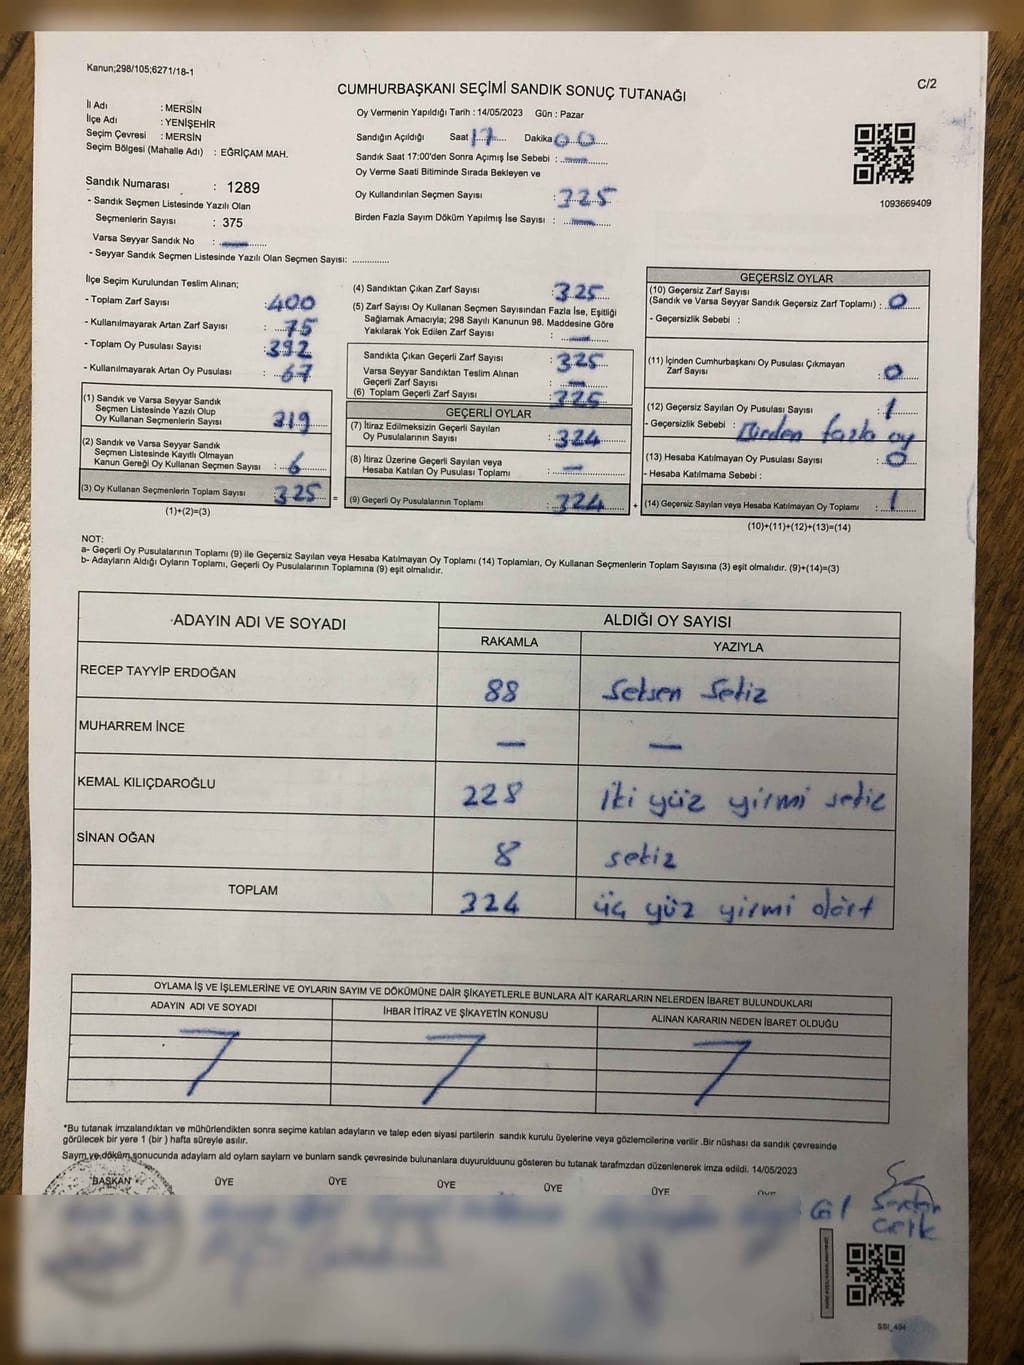 Kanun;298/105;6271/18-1
C/2
CUMHURBAŞKANI SEÇİMİ SANDIK SONUÇ TUTANAĞI
İl Adı : MERSİN
İlçe Adı : YENİŞEHİR
Seçim Çevresi : MERSİN
Seçim Bölgesi (Mahalle Adı) : EĞRİÇAM MAH.
Sandık Numarası : 1289
- Sandık Seçmen Listesinde Yazılı Olan
Seçmenlerin Sayısı : 375
Varsa Seyyar Sandık No : —
- Seyyar Sandık Seçmen Listesinde Yazılı Olan Seçmen Sayısı: ..............
Oy Vermenin Yapıldığı Tarih : 14/05/2023 Gün : Pazar
Sandığın Açıldığı Saat 17 Dakika 00
Sandık Saat 17:00'den Sonra Açımış İse Sebebi : —
Oy Verme Saati Bitiminde Sırada Bekleyen ve
Oy Kullandırılan Seçmen Sayısı : 325
Birden Fazla Sayım Döküm Yapılmış İse Sayısı : —
1093669409
İlçe Seçim Kurulundan Teslim Alınan;
- Toplam Zarf Sayısı : 400
- Kullanılmayarak Artan Zarf Sayısı : 75
- Toplam Oy Pusulası Sayısı : 392
- Kullanılmayarak Artan Oy Pusulası : 67
(1) Sandık ve Varsa Seyyar Sandık
Seçmen Listesinde Yazılı Olup
Oy Kullanan Seçmenlerin Sayısı : 319
(2) Sandık ve Varsa Seyyar Sandık
Seçmen Listesinde Kayıtlı Olmayan
Kanun Gereği Oy Kullanan Seçmen Sayısı : 6
(3) Oy Kullanan Seçmenlerin Toplam Sayısı : 325 =
(1)+(2)=(3)
(4) Sandıktan Çıkan Zarf Sayısı : 325
(5) Zarf Sayısı Oy Kullanan Seçmen Sayısından Fazla İse, Eşitliği
Sağlamak Amacıyla; 298 Sayılı Kanunun 98. Maddesine Göre
Yakılarak Yok Edilen Zarf Sayısı : —
Sandıkta Çıkan Geçerli Zarf Sayısı : 325
Varsa Seyyar Sandıktan Teslim Alınan
Geçerli Zarf Sayısı : —
(6) Toplam Geçerli Zarf Sayısı : 325
GEÇERLİ OYLAR
(7) İtiraz Edilmeksizin Geçerli Sayılan
Oy Pusulalarının Sayısı : 324
(8) İtiraz Üzerine Geçerli Sayılan veya
Hesaba Katılan Oy Pusulası Toplamı : —
(9) Geçerli Oy Pusulalarının Toplamı : 324 +
GEÇERSİZ OYLAR
(10) Geçersiz Zarf Sayısı
(Sandık ve Varsa Seyyar Sandık Geçersiz Zarf Toplamı) : 0
- Geçersizlik Sebebi :
(11) İçinden Cumhurbaşkanı Oy Pusulası Çıkmayan
Zarf Sayısı : 0
(12) Geçersiz Sayılan Oy Pusulası Sayısı : 1
- Geçersizlik Sebebi : Birden fazla oy
(13) Hesaba Katılmayan Oy Pusulası Sayısı : 0
- Hesaba Katılmama Sebebi :
(14) Geçersiz Sayılan veya Hesaba Katılmayan Oy Toplamı : 1
(10)+(11)+(12)+(13)=(14)
NOT:
a- Geçerli Oy Pusulalarının Toplamı (9) ile Geçersiz Sayılan veya Hesaba Katılmayan Oy Toplamı (14) Toplamları, Oy Kullanan Seçmenlerin Toplam Sayısına (3) eşit olmalıdır. (9)+(14)=(3)
b- Adayların Aldığı Oyların Toplamı, Geçerli Oy Pusulalarının Toplamına (9) eşit olmalıdır.
ADAYIN ADI VE SOYADI ALDIĞI OY SAYISI
RAKAMLA YAZIYLA
RECEP TAYYİP ERDOĞAN 88 Seksen Sekiz
MUHARREM İNCE — —
KEMAL KILIÇDAROĞLU 228 iki yüz yirmi sekiz
SİNAN OĞAN 8 sekiz
TOPLAM 324 üç yüz yirmi dört
OYLAMA İŞ VE İŞLEMLERİNE VE OYLARIN SAYIM VE DÖKÜMÜNE DAİR ŞİKAYETLERLE BUNLARA AİT KARARLARIN NELERDEN İBARET BULUNDUKLARI
ADAYIN ADI VE SOYADI İHBAR İTİRAZ VE ŞİKAYETİN KONUSU ALINAN KARARIN NEDEN İBARET OLDUĞU
*Bu tutanak imzalandıktan ve mühürlendikten sonra seçime katılan adayların ve talep eden siyasi partilerin sandık kurulu üyelerine veya gözlemcilerine verilir .Bir nüshası da sandık çevresinde
görülecek bir yere 1 (bir ) hafta süreyle asılır.
Sayım ve döküm sonucunda adayların ald oyların sayların ve bunların sandk çevresinde bulunanlara duyurulduunu gösteren bu tutanak tarafmzdan düzenlenerek imza edildi. 14/05/2023
BAŞKAN ÜYE ÜYE ÜYE ÜYE ÜYE ÜYE
SSI_404